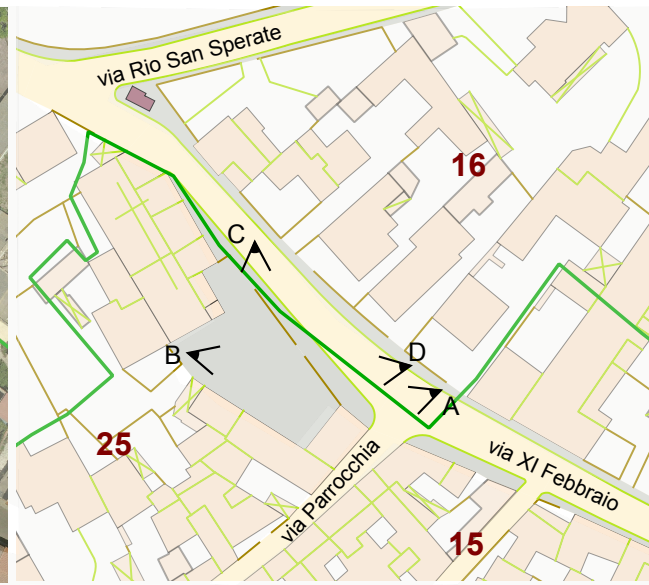 via Rio San Sperate
16
C
B
D
A
25
via Parrocchia
via XI Febbraio
15